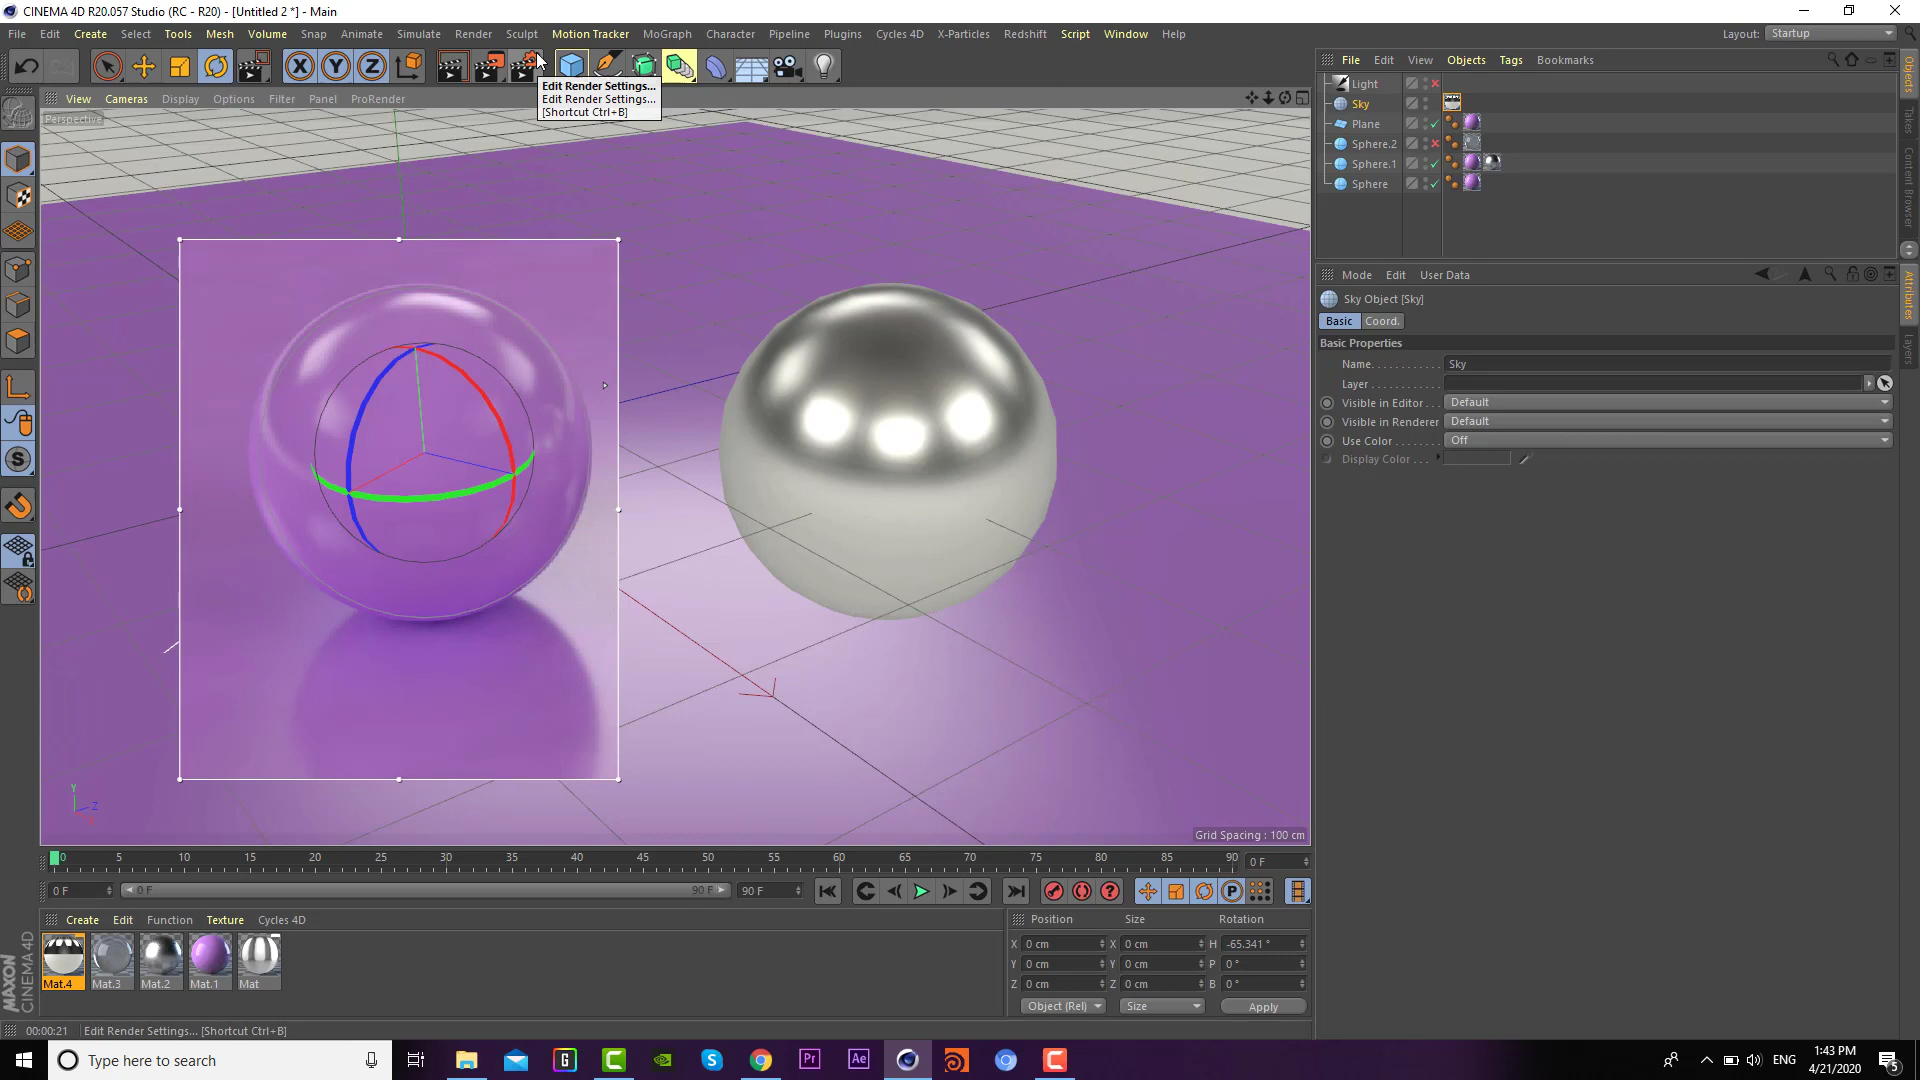 CINEMA 4D R20.057 Studio (RC - R20) - [Untitled 2 *] - Main
File Edit Create Select Tools Mesh Volume Snap Animate Simulate Render Sculpt Motion Tracker MoGraph Character Pipeline Plugins Cycles 4D X-Particles Redshift Script Window Help
Layout: Startup
X Y Z
Edit Render Settings...
Edit Render Settings...
[Shortcut Ctrl+B]
View Cameras Display Options Filter Panel ProRender
Perspective
File Edit View Objects Tags Bookmarks
Light
Sky
Plane
Sphere.2
Sphere.1
Sphere
Objects
Takes
Content Browser
Attributes
Layers
Mode Edit User Data
Sky Object [Sky]
Basic Coord.
Basic Properties
Name Sky
Layer
Visible in Editor Default
Visible in Renderer Default
Use Color Off
Display Color
Y
Z
Grid Spacing : 100 cm
0 5 10 15 20 25 30 35 40 45 50 55 60 65 70 75 80 85 90 0 F
0 F 0 F 90 F 90 F
Create Edit Function Texture Cycles 4D
Mat.4 Mat.3 Mat.2 Mat.1 Mat
Position Size Rotation
X 0 cm X 0 cm H -65.341 °
Y 0 cm Y 0 cm P 0 °
Z 0 cm Z 0 cm B 0 °
Object (Rel) Size Apply
MAXON CINEMA 4D
00:00:21 Edit Render Settings... [Shortcut Ctrl+B]
Type here to search
ENG
1:43 PM
4/21/2020
5